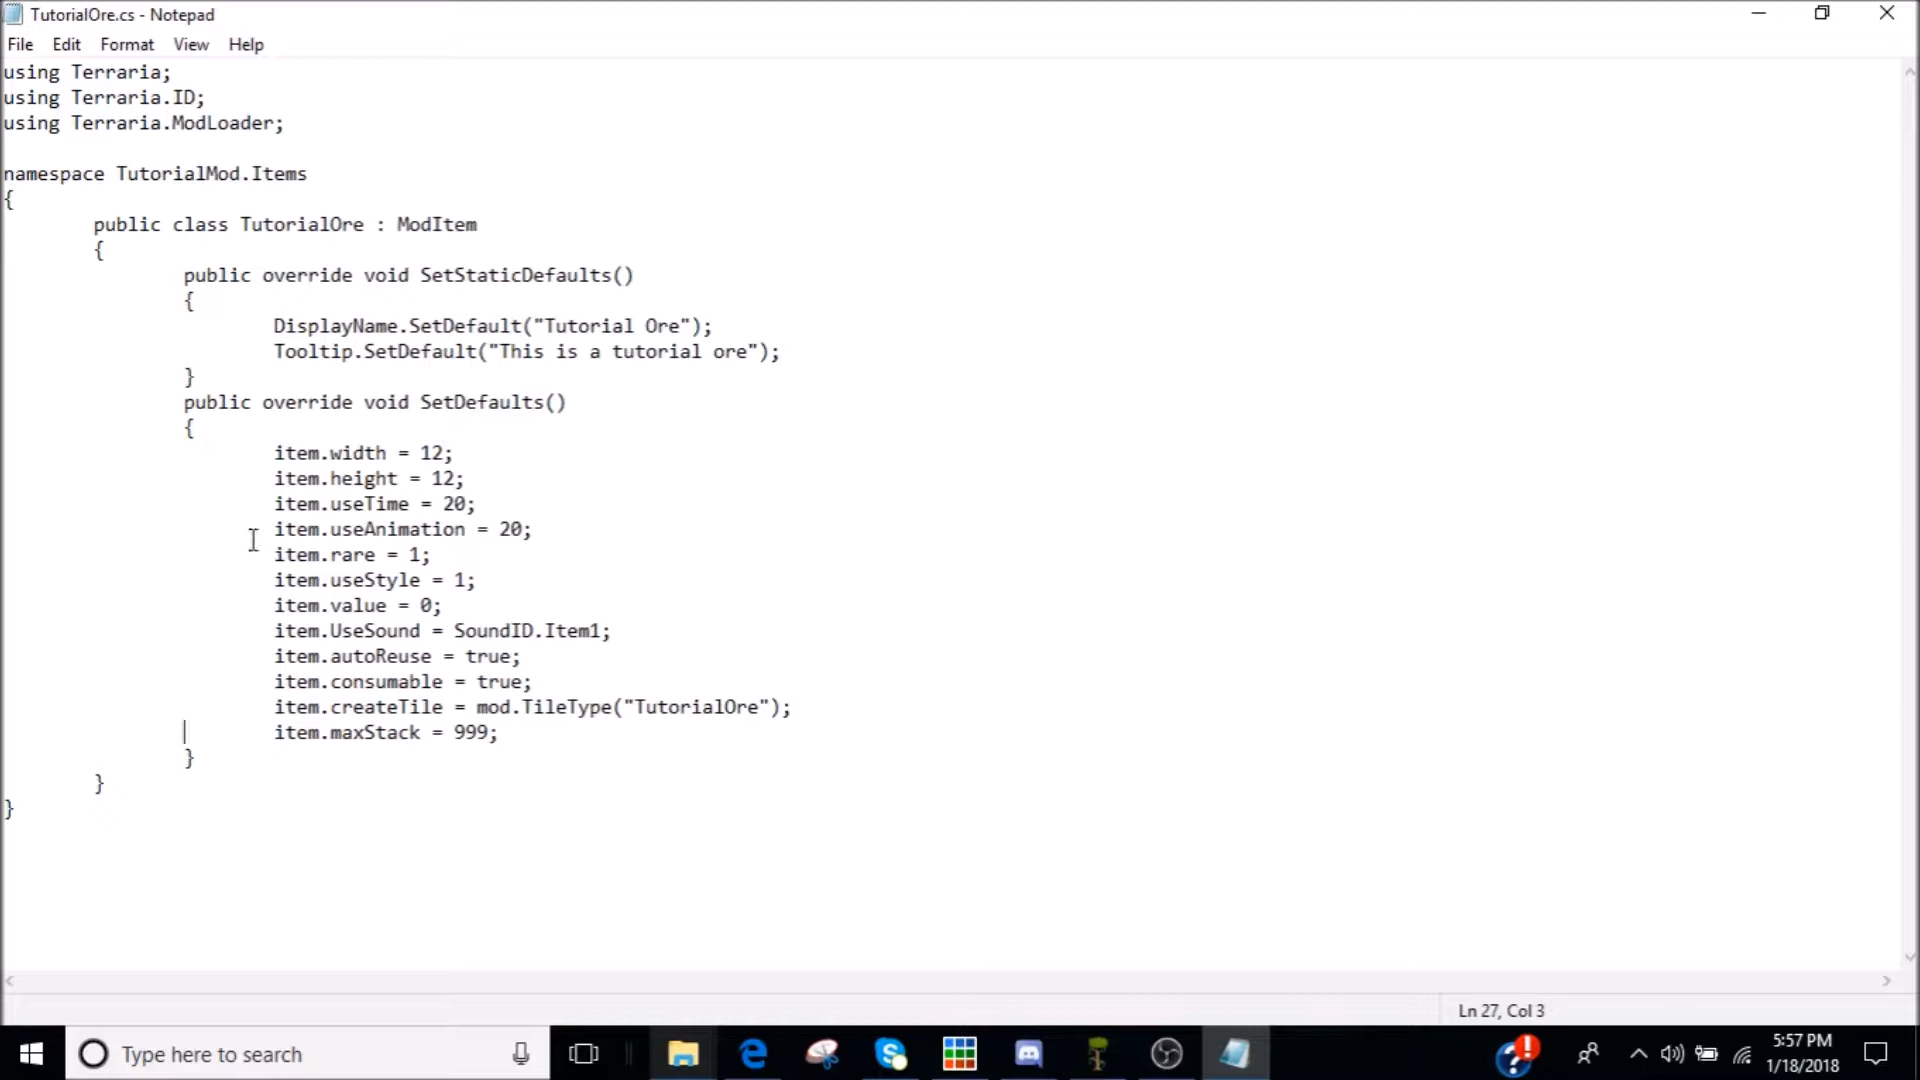 TutorialOre.cs - Notepad
File Edit Format View Help
using Terraria;
using Terraria.ID;
using Terraria.ModLoader;
namespace TutorialMod.Items
{
public class TutorialOre : ModItem
{
public override void SetStaticDefaults()
{
DisplayName.SetDefault("Tutorial Ore");
Tooltip.SetDefault("This is a tutorial ore");
}
public override void SetDefaults()
{
item.width = 12;
item.height = 12;
item.useTime = 20;
item.useAnimation = 20;
item.rare = 1;
item.useStyle = 1;
item.value = 0;
item.UseSound = SoundID.Item1;
item.autoReuse = true;
item.consumable = true;
item.createTile = mod.TileType("TutorialOre");
item.maxStack = 999;
}
}
}
Ln 27, Col 3
Type here to search
5:57 PM
1/18/2018